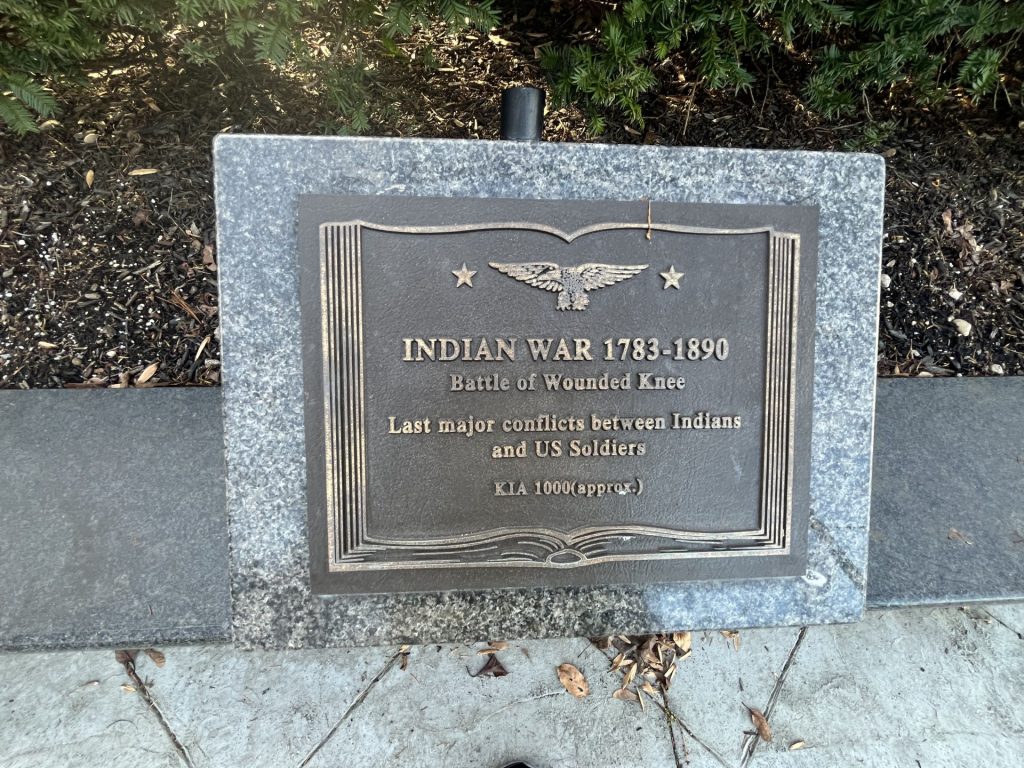 INDIAN WAR 1783-1890
Battle of Wounded Knee
Last major conflicts between Indians
and US Soldiers
KIA 1000(approx.)